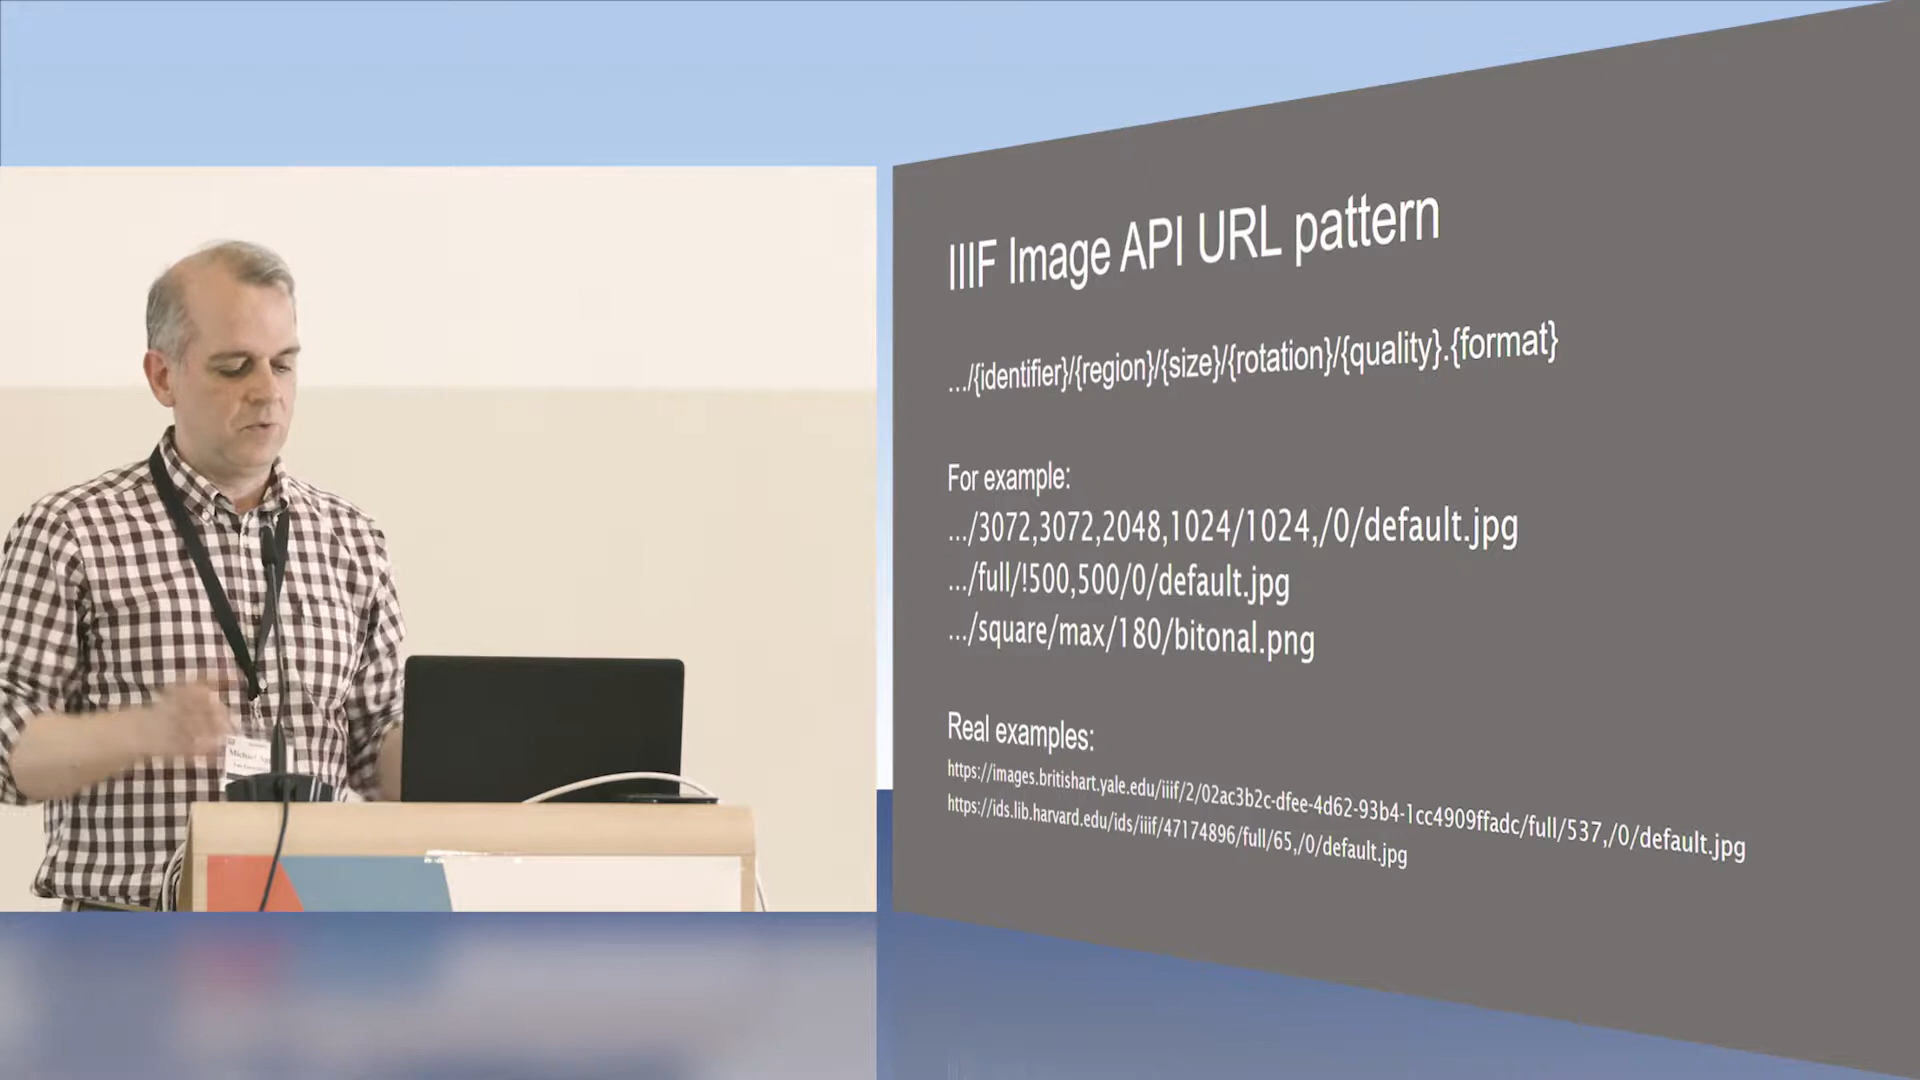 IIIF Image API URL pattern
.../{identifier}/{region}/{size}/{rotation}/{quality}.{format}
For example:
.../3072,3072,2048,1024/1024,/0/default.jpg
.../full/!500,500/0/default.jpg
.../square/max/180/bitonal.png
Real examples:
https://images.britishart.yale.edu/iiif/2/02ac3b2c-dfee-4d62-93b4-1cc4909ffadc/full/537,/0/default.jpg
https://ids.lib.harvard.edu/ids/iiif/47174896/full/65,/0/default.jpg
Michael